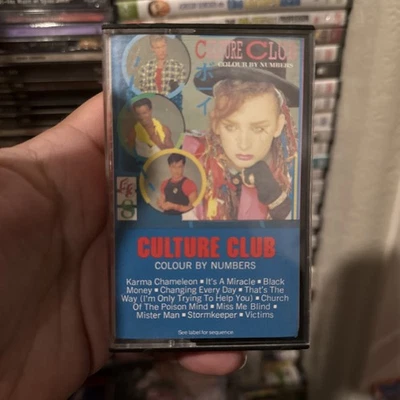 CULTURE CLUB
COLOUR BY NUMBERS
CULTURE CLUB
COLOUR BY NUMBERS
Karma Chameleon ▪ It's A Miracle ▪ Black
Money ▪ Changing Every Day ▪ That's The
Way (I'm Only Trying To Help You) ▪ Church
Of The Poison Mind ▪ Miss Me Blind ▪
Mister Man ▪ Stormkeeper ▪ Victims
See label for sequence